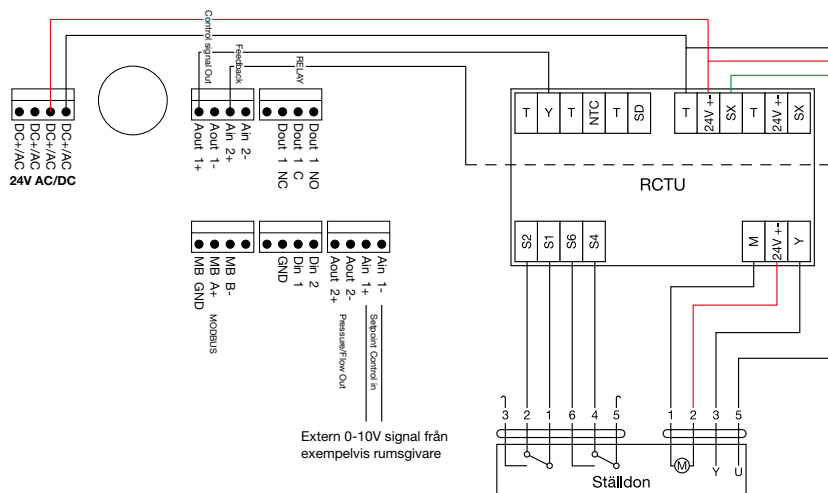 Control signal Out
Feedback
RELAY
DC+/AC
DC+/AC
DC+/AC
DC+/AC
24V AC/DC
Aout 1+
Aout 1-
Ain 2+
Ain 2-
Dout 1 NC
Dout 1 C
Dout 1 NO
T
Y
T
NTC
T
SD
T
24V +-
SX
T
24V +-
SX
RCTU
MB GND
MB A+
MB B-
MODBUS
GND
Din 1
Din 2
Aout 2+
Aout 2-
Ain 1+
Ain 1-
Pressure/Flow Out
Setpoint Control in
S2
S1
S6
S4
M
24V +-
Y
Extern 0-10V signal från
exempelvis rumsgivare
3
2
1
6
4
5
1
2
3
5
M
Y
U
Ställdon